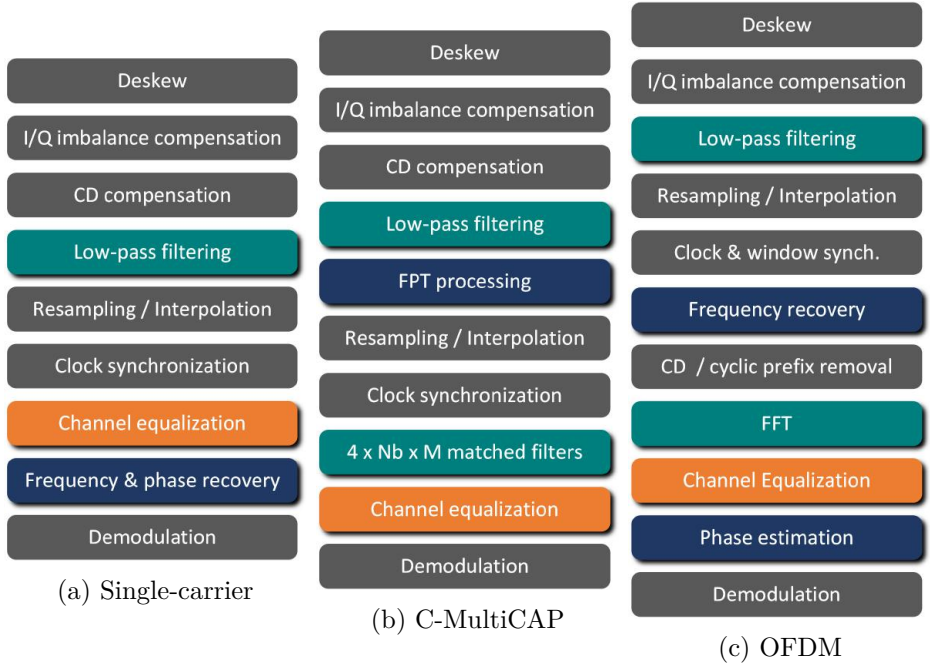 Deskew
I/Q imbalance compensation
CD compensation
Low-pass filtering
Resampling / Interpolation
Clock synchronization
Channel equalization
Frequency & phase recovery
Demodulation
(a) Single-carrier
Deskew
I/Q imbalance compensation
CD compensation
Low-pass filtering
FPT processing
Resampling / Interpolation
Clock synchronization
4 x Nb x M matched filters
Channel equalization
Demodulation
(b) C-MultiCAP
Deskew
I/Q imbalance compensation
Low-pass filtering
Resampling / Interpolation
Clock & window synch.
Frequency recovery
CD / cyclic prefix removal
FFT
Channel Equalization
Phase estimation
Demodulation
(c) OFDM